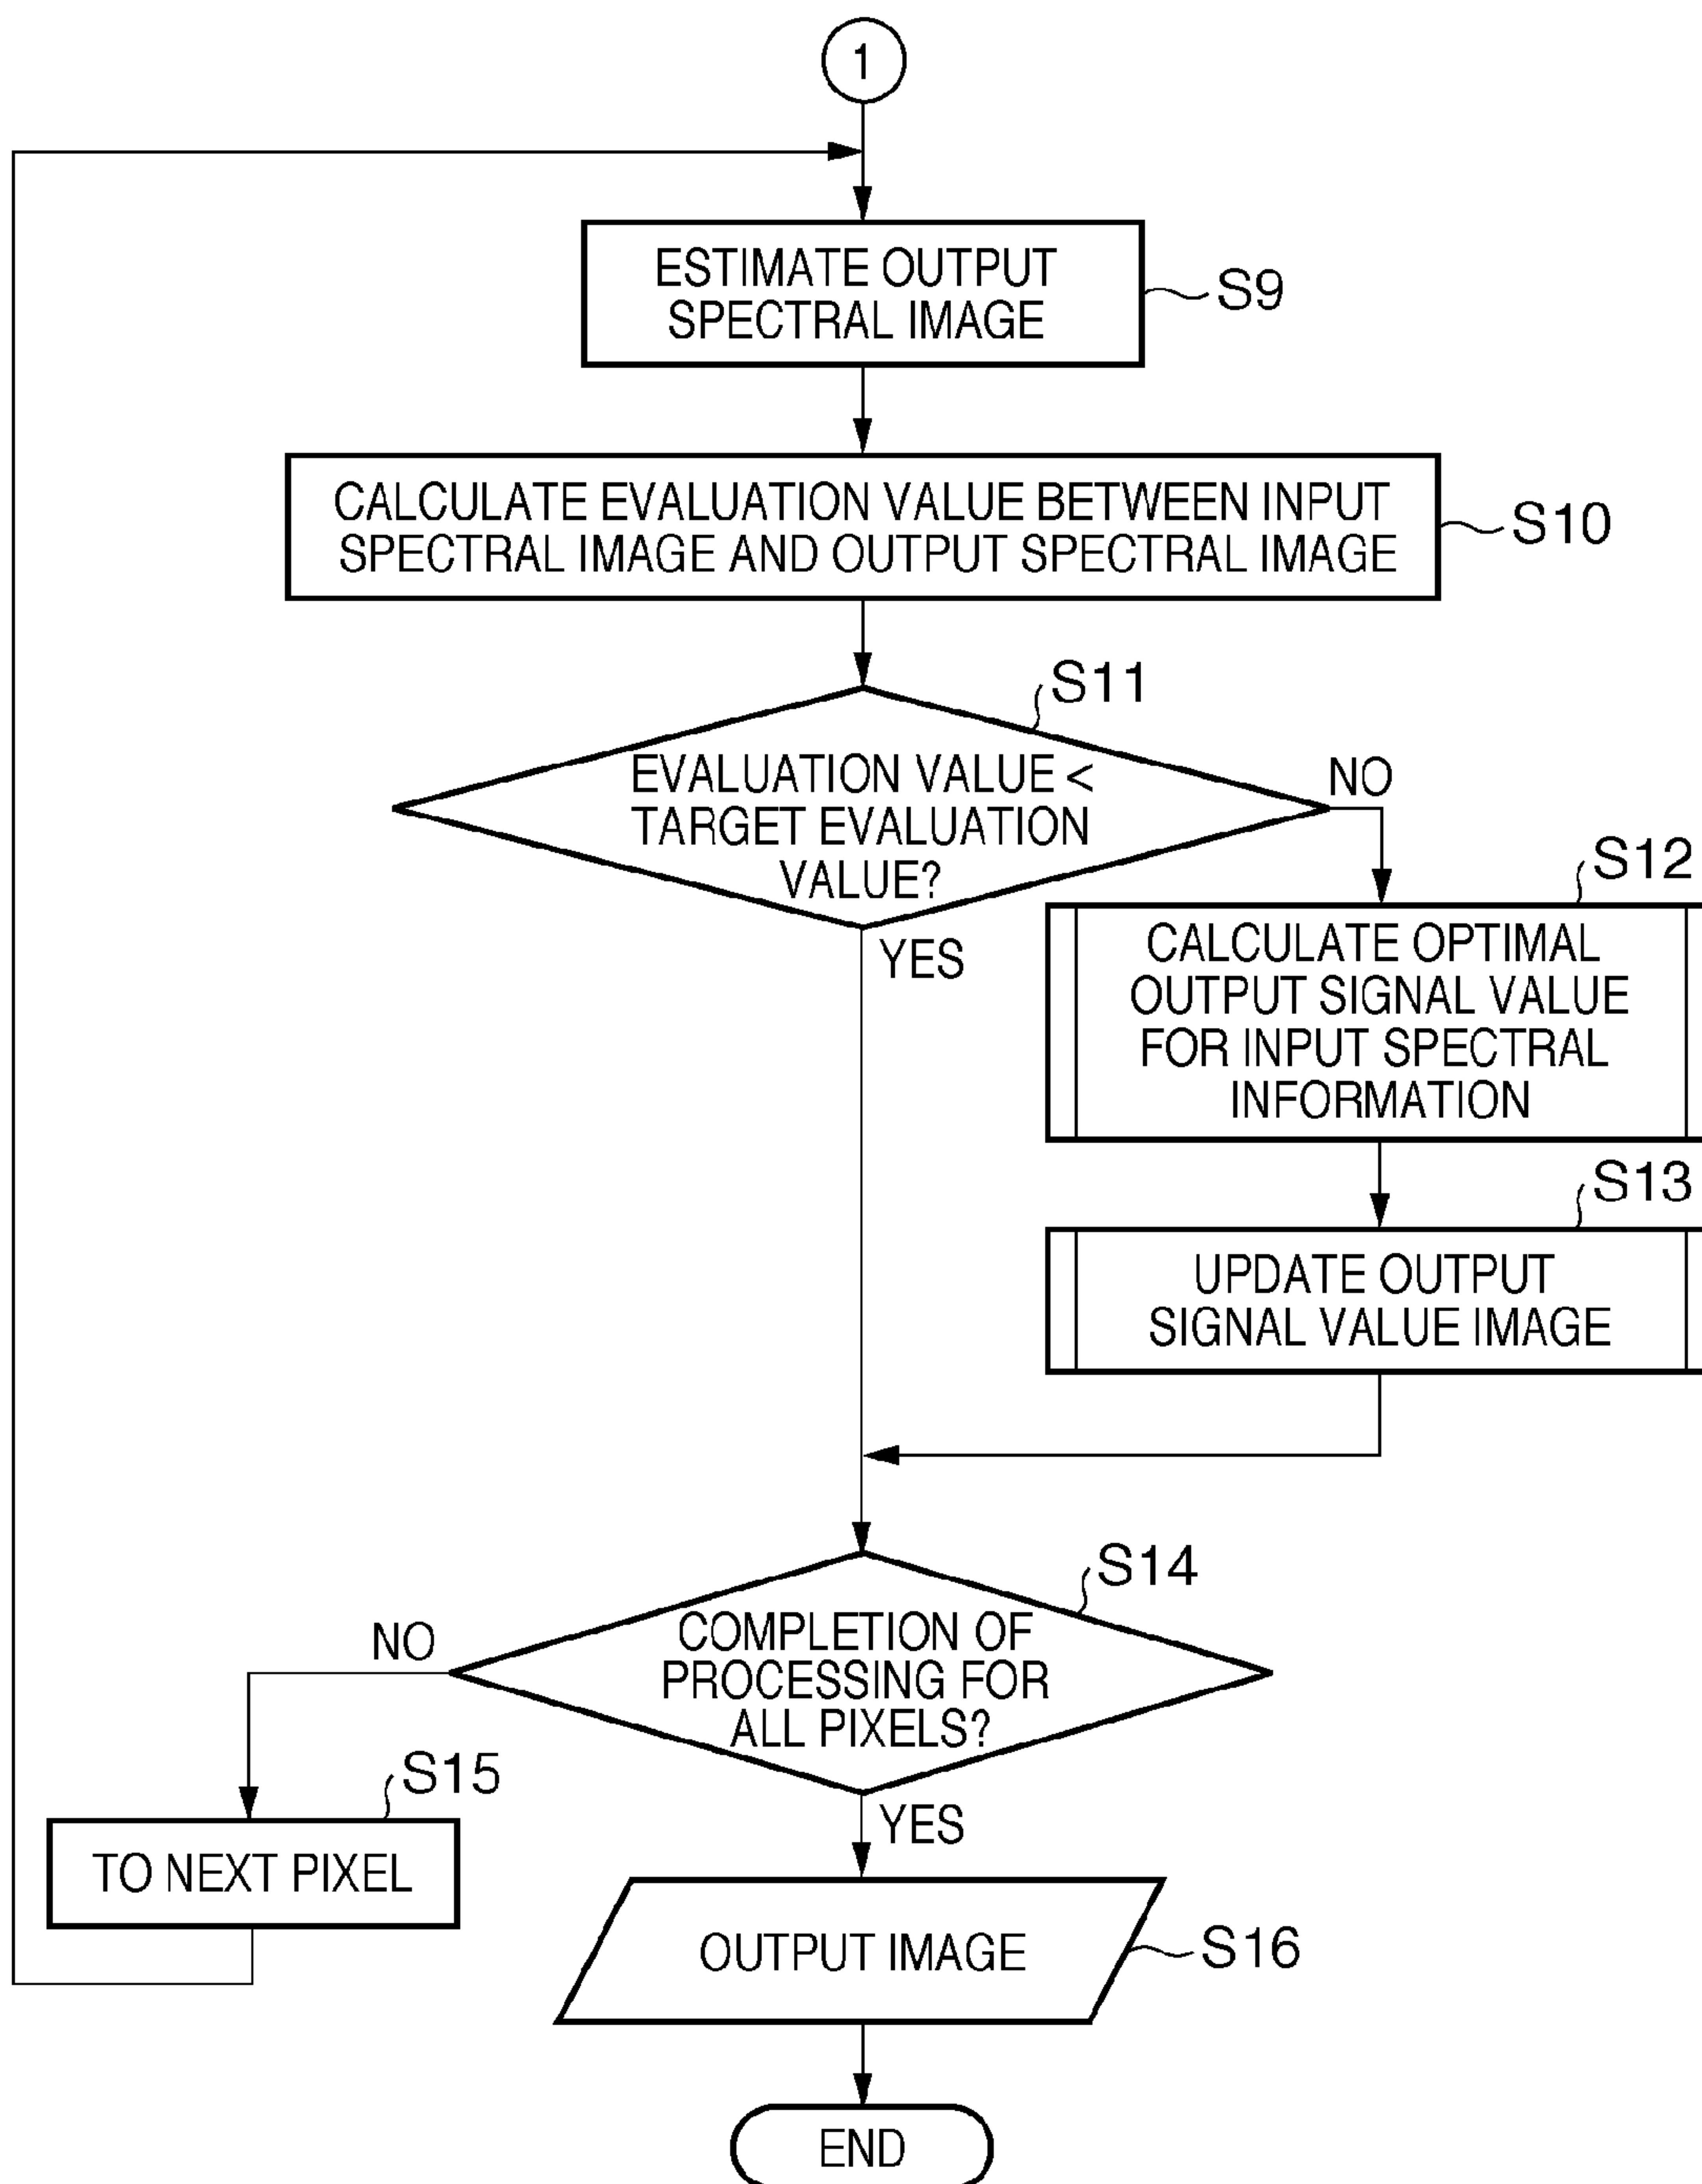 1
ESTIMATE OUTPUT
SPECTRAL IMAGE
S9
CALCULATE EVALUATION VALUE BETWEEN INPUT
SPECTRAL IMAGE AND OUTPUT SPECTRAL IMAGE
S10
S11
EVALUATION VALUE <
TARGET EVALUATION
VALUE?
NO
YES
S12
CALCULATE OPTIMAL
OUTPUT SIGNAL VALUE
FOR INPUT SPECTRAL
INFORMATION
S13
UPDATE OUTPUT
SIGNAL VALUE IMAGE
S14
COMPLETION OF
PROCESSING FOR
ALL PIXELS?
NO
YES
S15
TO NEXT PIXEL
OUTPUT IMAGE
S16
END